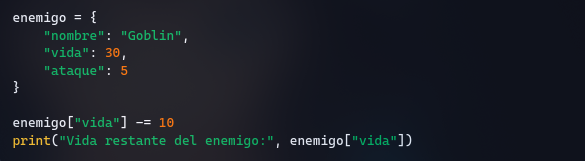 enemigo = {
    "nombre": "Goblin",
    "vida": 30,
    "ataque": 5
}
enemigo["vida"] -= 10
print("Vida restante del enemigo:", enemigo["vida"])